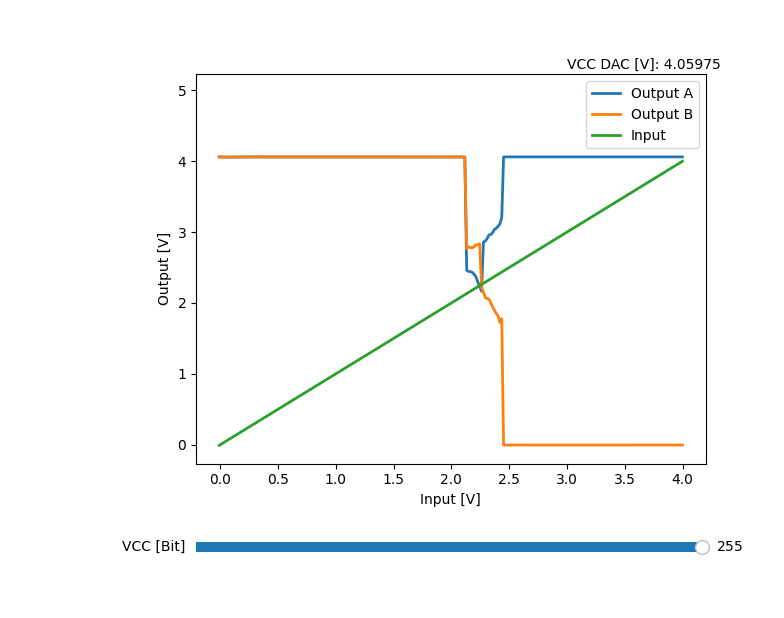 VCC DAC [V]: 4.05975
Output A
Output B
Input
Output [V]
5
4
3
2
1
0
0.0 0.5 1.0 1.5 2.0 2.5 3.0 3.5 4.0
Input [V]
VCC [Bit] 255